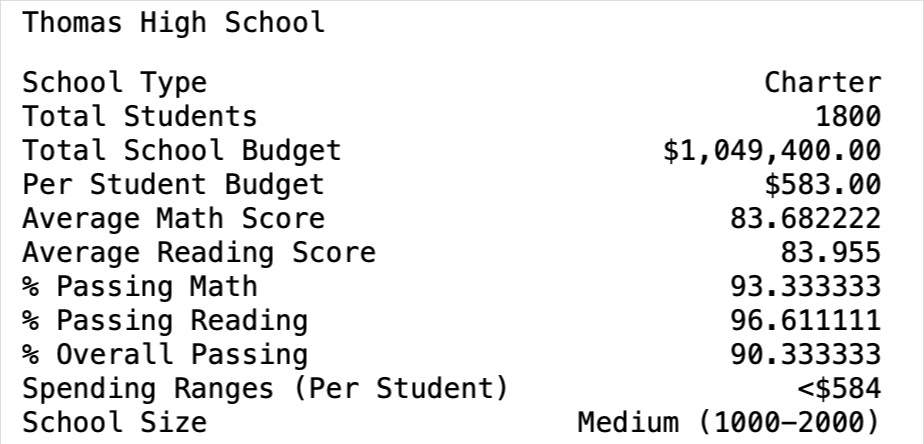 Thomas High School
School Type Charter
Total Students 1800
Total School Budget $1,049,400.00
Per Student Budget $583.00
Average Math Score 83.682222
Average Reading Score 83.955
% Passing Math 93.333333
% Passing Reading 96.611111
% Overall Passing 90.333333
Spending Ranges (Per Student) <$584
School Size Medium (1000-2000)